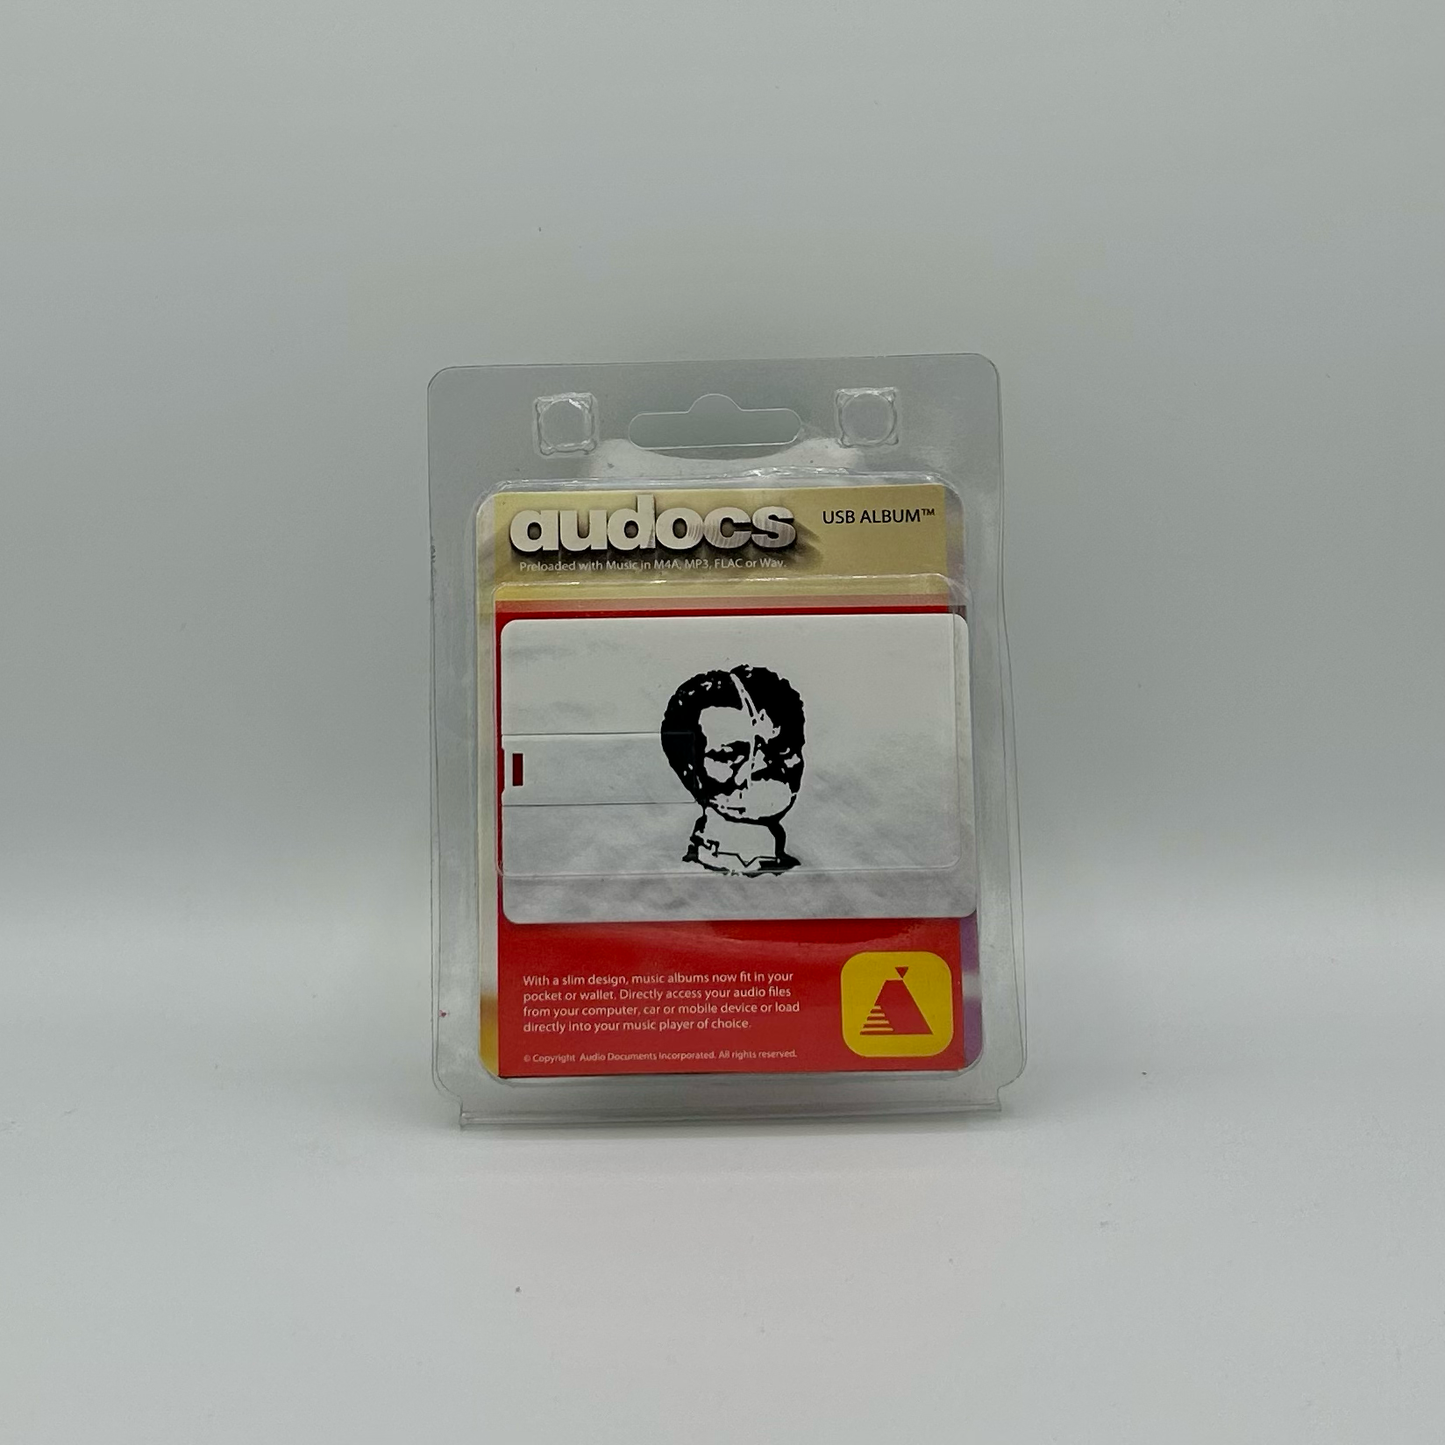 audocs
USB ALBUM™
Preloaded with Music in M4A, MP3, FLAC or Wav.
With a slim design, music albums now fit in your
pocket or wallet. Directly access your audio files
from your computer, car or mobile device or load
directly into your music player of choice.
© Copyright Audio Documents Incorporated. All rights reserved.